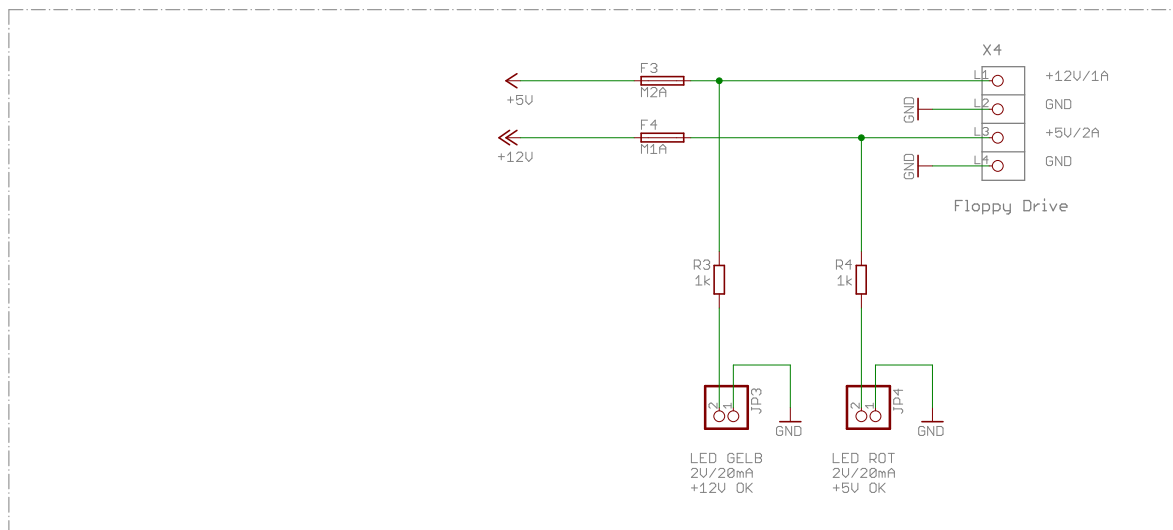 X4
F3
L1
+12V/1A
+5V
M2A
GND
L2
GND
F4
L3
+5V/2A
+12V
M1A
GND
L4
GND
Floppy Drive
R3
1k
R4
1k
2
1
JP3
2
1
JP4
GND
GND
LED GELB
2V/20mA
+12V OK
LED ROT
2V/20mA
+5V OK